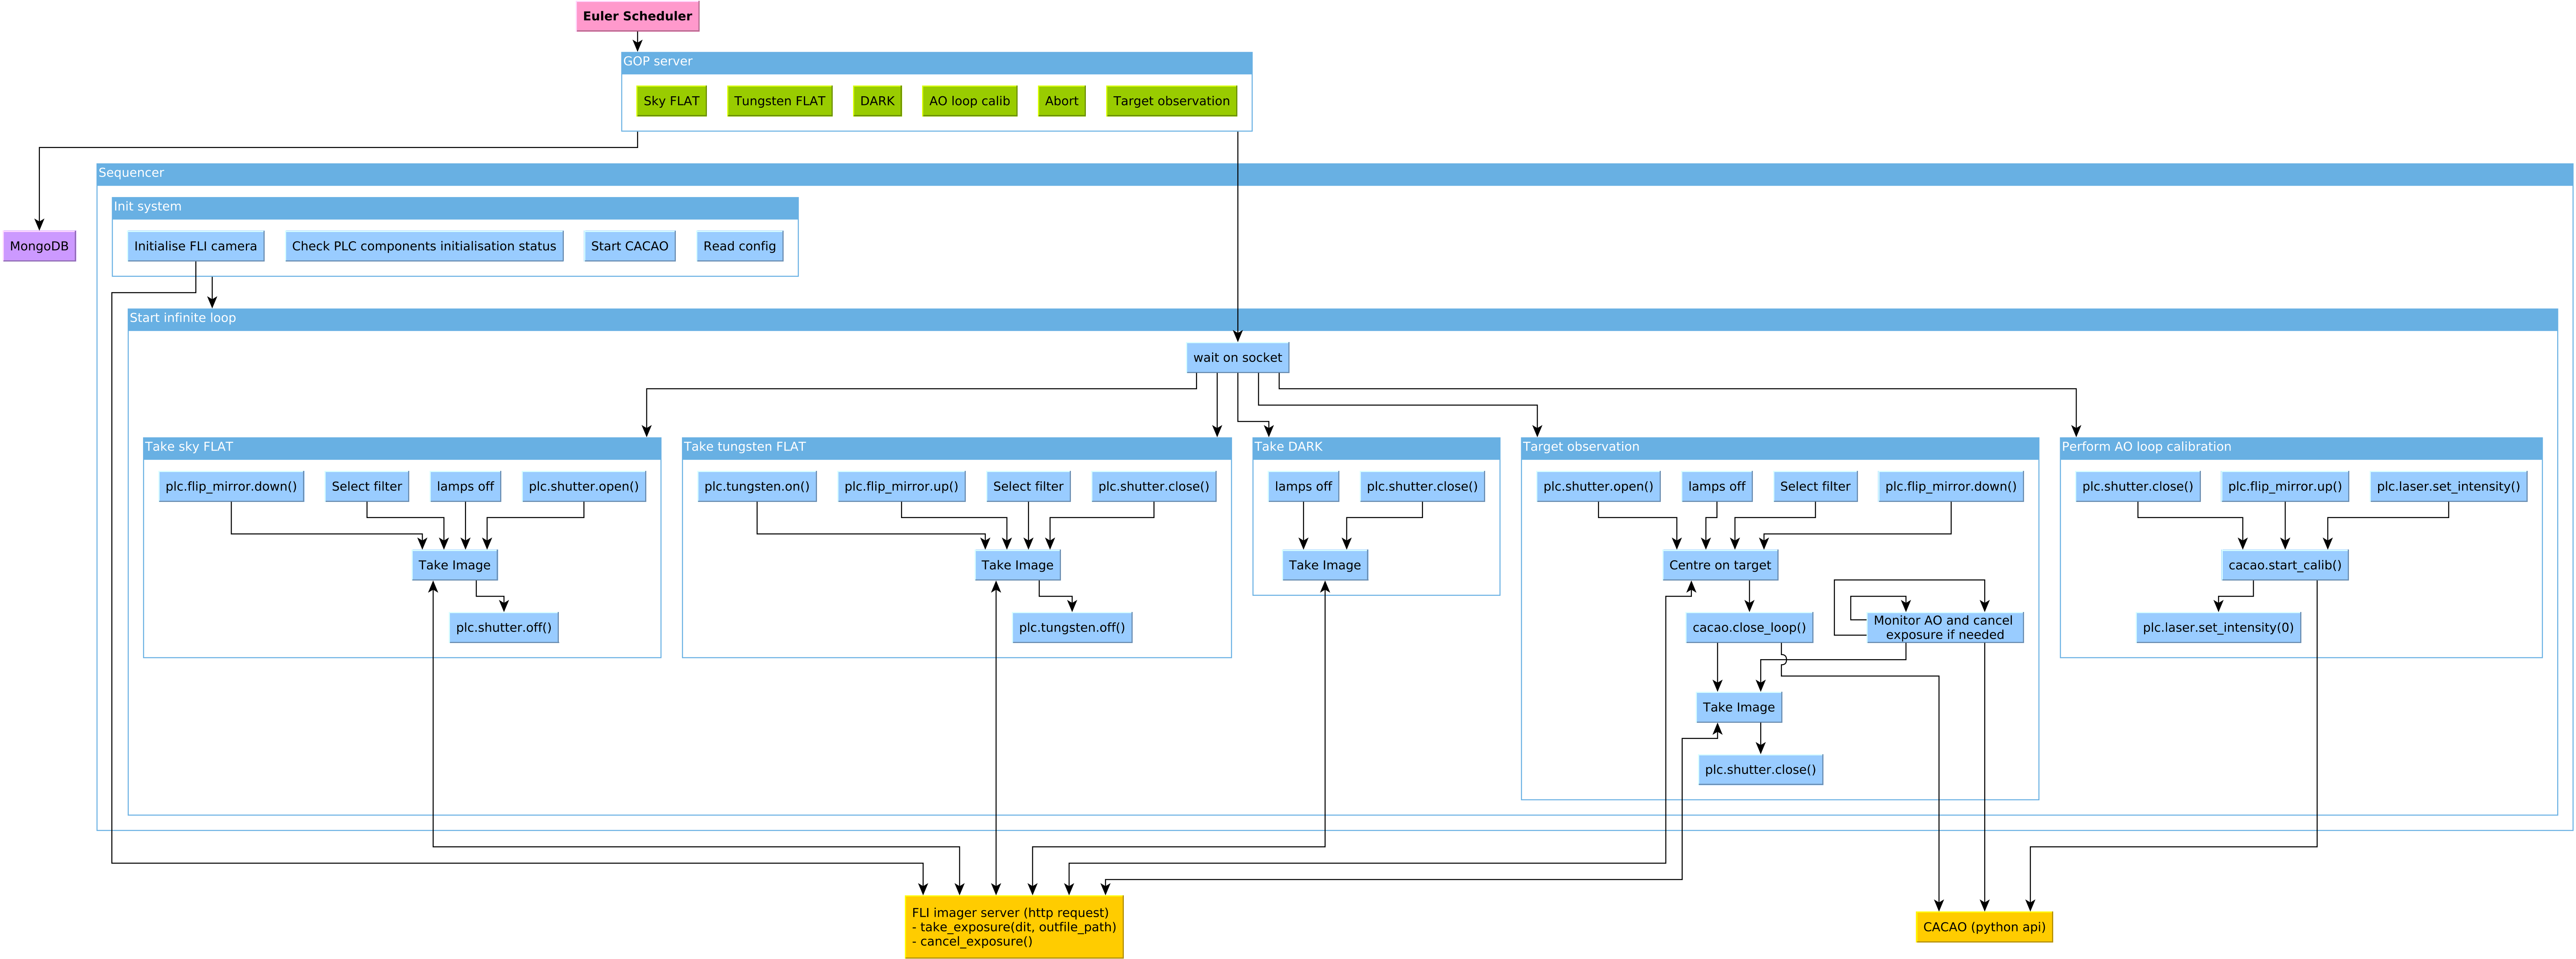 Euler Scheduler
GOP server
Sky FLAT
Tungsten FLAT
DARK
AO loop calib
Abort
Target observation
Sequencer
Init system
MongoDB
Initialise FLI camera
Check PLC components initialisation status
Start CACAO
Read config
Start infinite loop
wait on socket
Take sky FLAT
plc.flip_mirror.down()
Select filter
lamps off
plc.shutter.open()
Take Image
plc.shutter.off()
Take tungsten FLAT
plc.tungsten.on()
plc.flip_mirror.up()
Select filter
plc.shutter.close()
Take Image
plc.tungsten.off()
Take DARK
lamps off
plc.shutter.close()
Take Image
Target observation
plc.shutter.open()
lamps off
Select filter
plc.flip_mirror.down()
Centre on target
cacao.close_loop()
Monitor AO and cancel
exposure if needed
Take Image
plc.shutter.close()
Perform AO loop calibration
plc.shutter.close()
plc.flip_mirror.up()
plc.laser.set_intensity()
cacao.start_calib()
plc.laser.set_intensity(0)
FLI imager server (http request)
- take_exposure(dit, outfile_path)
- cancel_exposure()
CACAO (python api)